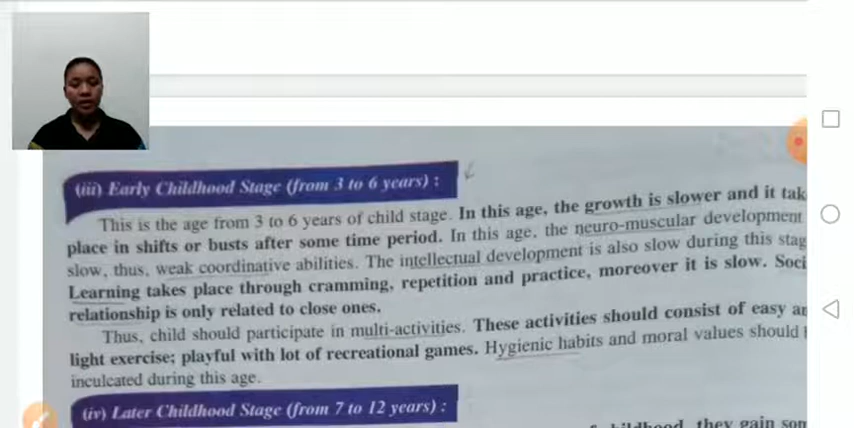 (iii) Early Childhood Stage (from 3 to 6 years) :
This is the age from 3 to 6 years of child stage. In this age, the growth is slower and it tak
place in shifts or busts after some time period. In this age, the neuro-muscular development
slow, thus, weak coordinative abilities. The intellectual development is also slow during this stag
Learning takes place through cramming, repetition and practice, moreover it is slow. Soci
relationship is only related to close ones.
Thus, child should participate in multi-activities. These activities should consist of easy an
light exercise; playful with lot of recreational games. Hygienic habits and moral values should
inculcated during this age.
(iv) Later Childhood Stage (from 7 to 12 years) :
childhood, they gain som